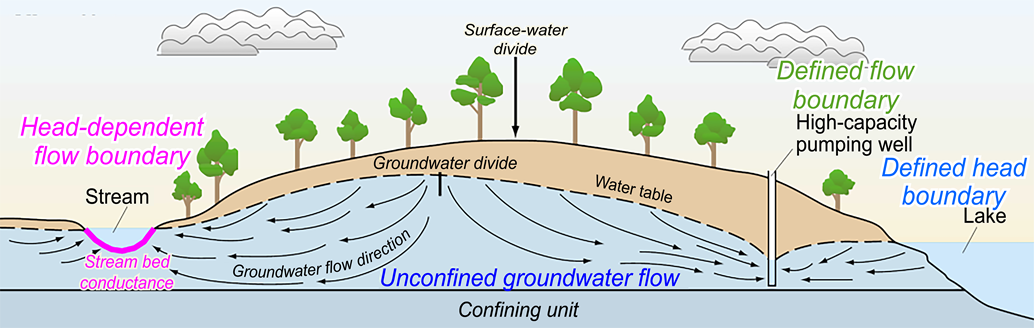 Surface-water
divide
Defined flow
boundary
High-capacity
pumping well
Head-dependent
flow boundary
Groundwater divide
Defined head
boundary
Water table
Stream
Lake
Stream bed
conductance
Groundwater flow direction
Unconfined groundwater flow
Confining unit